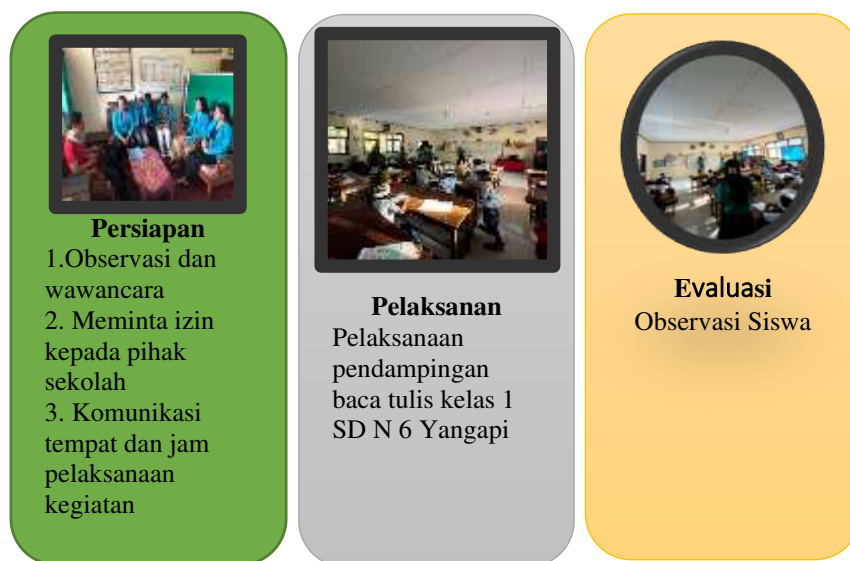 Persiapan
1.Observasi dan
wawancara
2. Meminta izin
kepada pihak
sekolah
3. Komunikasi
tempat dan jam
pelaksanaan
kegiatan
Pelaksanan
Pelaksanaan
pendampingan
baca tulis kelas 1
SD N 6 Yangapi
Evaluasi
Observasi Siswa